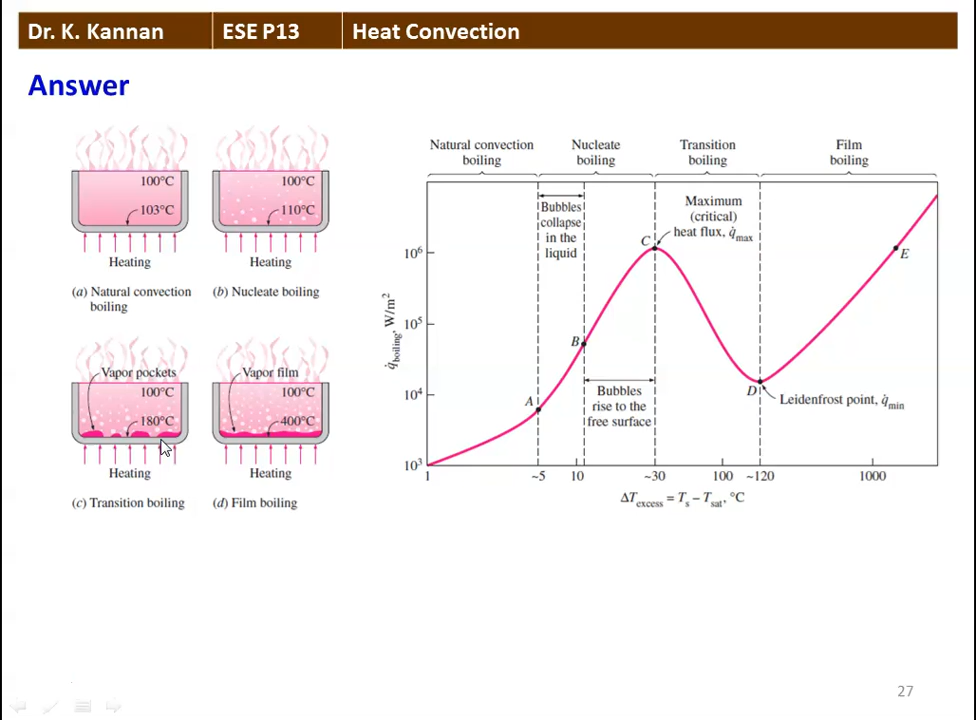 Dr. K. Kannan
ESE P13
Heat Convection
Answer
100°C
103°C
Heating
(a) Natural convection
boiling
100°C
110°C
Heating
(b) Nucleate boiling
Vapor pockets
100°C
180°C
Heating
(c) Transition boiling
Vapor film
100°C
400°C
Heating
(d) Film boiling
Natural convection
boiling
Nucleate
boiling
Transition
boiling
Film
boiling
Bubbles
collapse
in the
liquid
Maximum
(critical)
heat flux, q̇max
C
E
B
A
D
Bubbles
rise to the
free surface
Leidenfrost point, q̇min
q̇boiling, W/m²
10⁶
10⁵
10⁴
10³
1
~5
10
~30
100
~120
1000
ΔTexcess = Ts – Tsat, °C
27